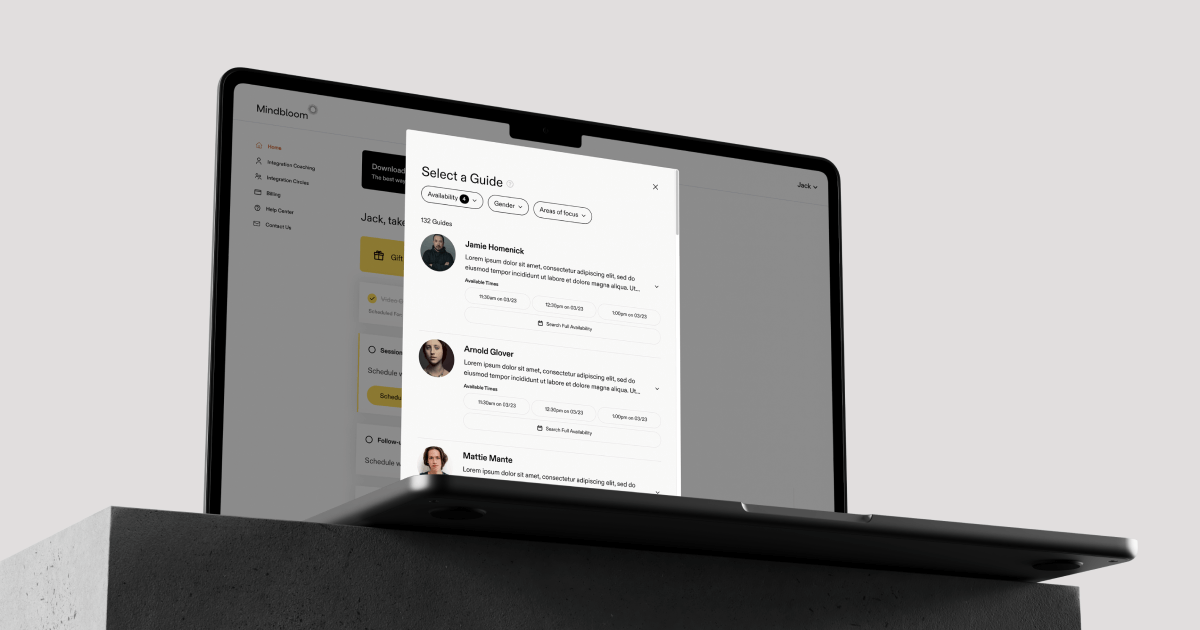 Mindbloom
Jack
Home
Integration Coaching
Integration Circles
Billing
Help Center
Contact Us
Download
The best way
Jack, take
Gift
Video
Scheduled for
Session
Schedule
Schedu
Follow-u
Schedule
Select a Guide
Availability 4
Gender
Areas of focus
132 Guides
Jamie Homenick
Lorem ipsum dolor sit amet, consectetur adipiscing elit, sed do
eiusmod tempor incididunt ut labore et dolore magna aliqua. Ut...
Available Times
11:30am on 03/23
12:30pm on 03/23
1:00pm on 03/23
Search Full Availability
Arnold Glover
Lorem ipsum dolor sit amet, consectetur adipiscing elit, sed do
eiusmod tempor incididunt ut labore et dolore magna aliqua. Ut...
Available Times
11:30am on 03/23
12:30pm on 03/23
1:00pm on 03/23
Search Full Availability
Mattie Mante
Lorem ipsum dolor sit amet, consectetur adipiscing elit, sed do